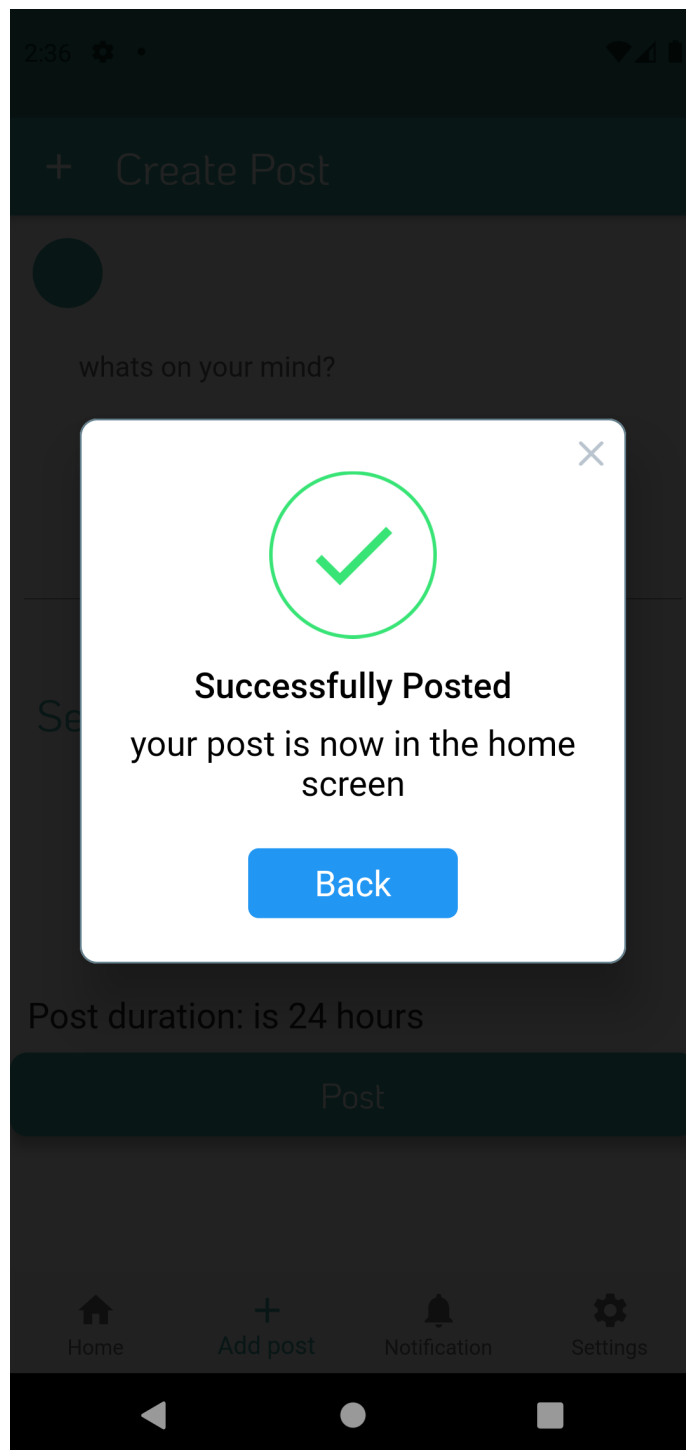 2:36
Create Post
whats on your mind?
Successfully Posted
your post is now in the home
screen
Back
Post duration: is 24 hours
Post
Home
Add post
Notification
Settings